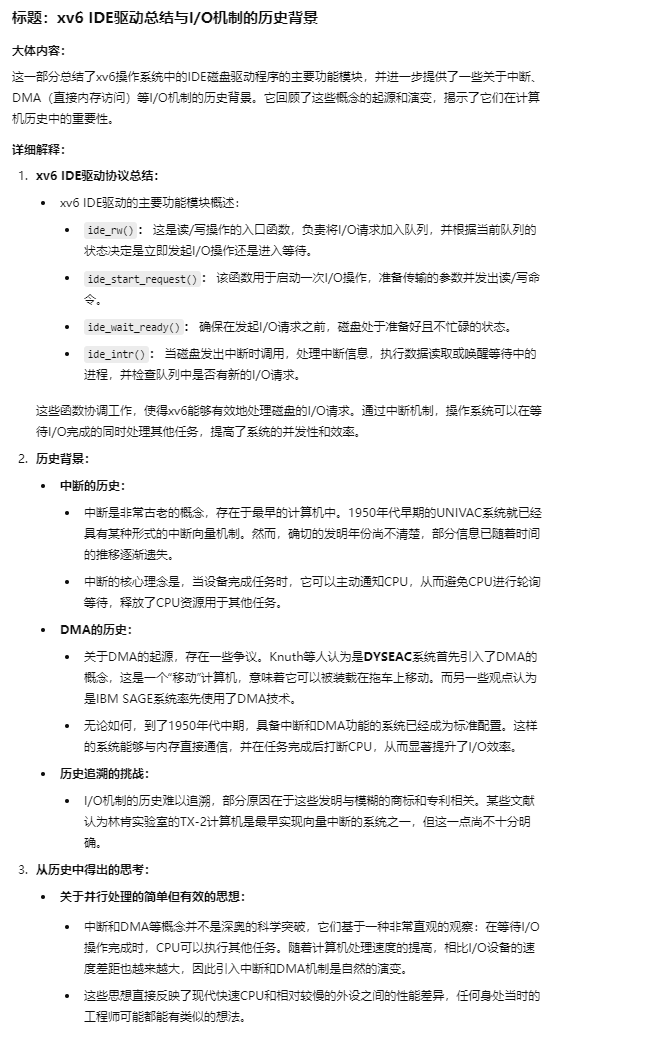 标题：xv6 IDE驱动总结与I/O机制的历史背景
大体内容：
这一部分总结了xv6操作系统中的IDE磁盘驱动程序的主要功能模块，并进一步提供了一些关于中断、
DMA（直接内存访问）等I/O机制的历史背景。它回顾了这些概念的起源和演变，揭示了它们在计算
机历史中的重要性。
详细解释：
1. xv6 IDE驱动协议总结：
• xv6 IDE驱动的主要功能模块概述：
• ide_rw()： 这是读/写操作的入口函数，负责将I/O请求加入队列，并根据当前队列的
状态决定是立即发起I/O操作还是进入等待。
• ide_start_request()： 该函数用于启动一次I/O操作，准备传输的参数并发出读/写命
令。
• ide_wait_ready()： 确保在发起I/O请求之前，磁盘处于准备好且不忙碌的状态。
• ide_intr()： 当磁盘发出中断时调用，处理中断信息，执行数据读取或唤醒等待中的
进程，并检查队列中是否有新的I/O请求。
这些函数协调工作，使得xv6能够有效地处理磁盘的I/O请求。通过中断机制，操作系统可以在等
待I/O完成的同时处理其他任务，提高了系统的并发性和效率。
2. 历史背景：
• 中断的历史：
• 中断是非常古老的概念，存在于最早的计算机中。1950年代早期的UNIVAC系统就已经
具有某种形式的中断向量机制。然而，确切的发明年份尚不清楚，部分信息已随着时间
的推移逐渐遗失。
• 中断的核心理念是，当设备完成任务时，它可以主动通知CPU，从而避免CPU进行轮询
等待，释放了CPU资源用于其他任务。
• DMA的历史：
• 关于DMA的起源，存在一些争议。Knuth等人认为是DYSEAC系统首先引入了DMA的
概念，这是一个“移动”计算机，意味着它可以被装载在拖车上移动。而另一些观点认为
是IBM SAGE系统率先使用了DMA技术。
• 无论如何，到了1950年代中期，具备中断和DMA功能的系统已经成为标准配置。这样
的系统能够与内存直接通信，并在任务完成后打断CPU，从而显著提升了I/O效率。
• 历史追溯的挑战：
• I/O机制的历史难以追溯，部分原因在于这些发明与模糊的商标和专利相关。某些文献
认为林肯实验室的TX-2计算机是最早实现向量中断的系统之一，但这一点尚不十分明
确。
3. 从历史中得出的思考：
• 关于并行处理的简单但有效的思想：
• 中断和DMA等概念并不是深奥的科学突破，它们基于一种非常直观的观察：在等待I/O
操作完成时，CPU可以执行其他任务。随着计算机处理速度的提高，相比I/O设备的速
度差距也越来越大，因此引入中断和DMA机制是自然的演变。
• 这些思想直接反映了现代快速CPU和相对较慢的外设之间的性能差异，任何身处当时的
工程师可能都能有类似的想法。